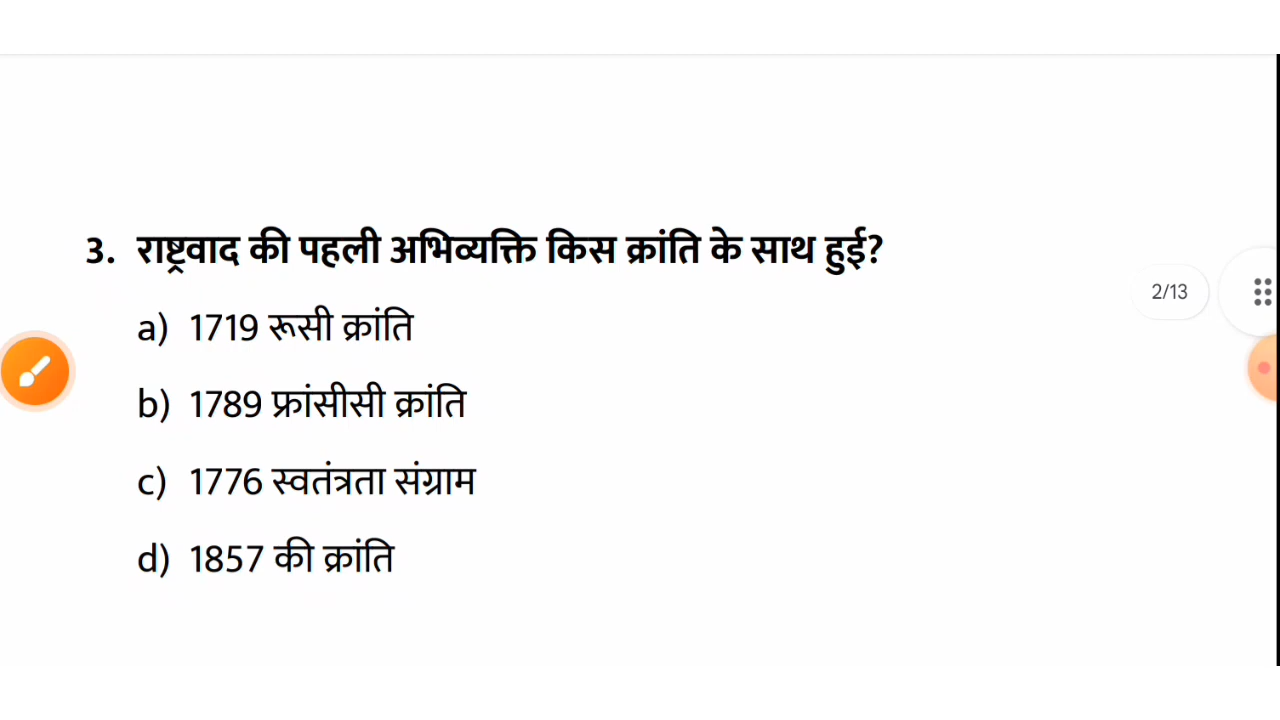 3. राष्ट्रवाद की पहली अभिव्यक्ति किस क्रांति के साथ हुई?
a) 1719 रूसी क्रांति
2/13
b) 1789 फ्रांसीसी क्रांति
c) 1776 स्वतंत्रता संग्राम
d) 1857 की क्रांति